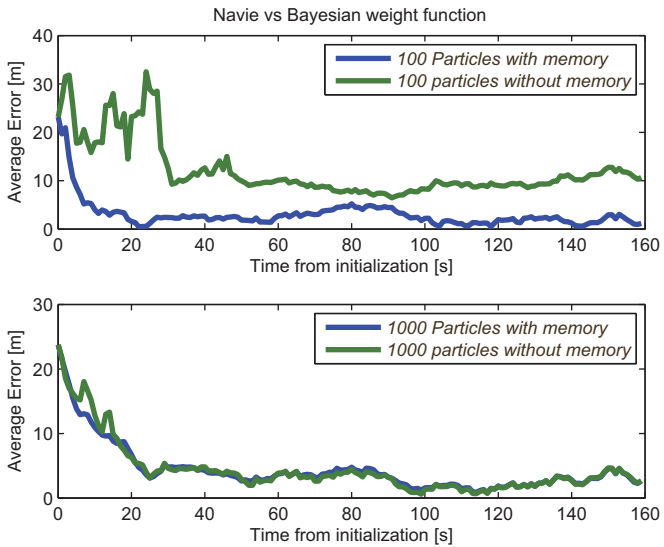 Navie vs Bayesian weight function
40
30
20
10
0
Average Error [m]
100 Particles with memory
100 particles without memory
0 20 40 60 80 100 120 140 160
Time from initialization [s]
30
20
10
0
Average Error [m]
1000 Particles with memory
1000 particles without memory
0 20 40 60 80 100 120 140 160
Time from initialization [s]